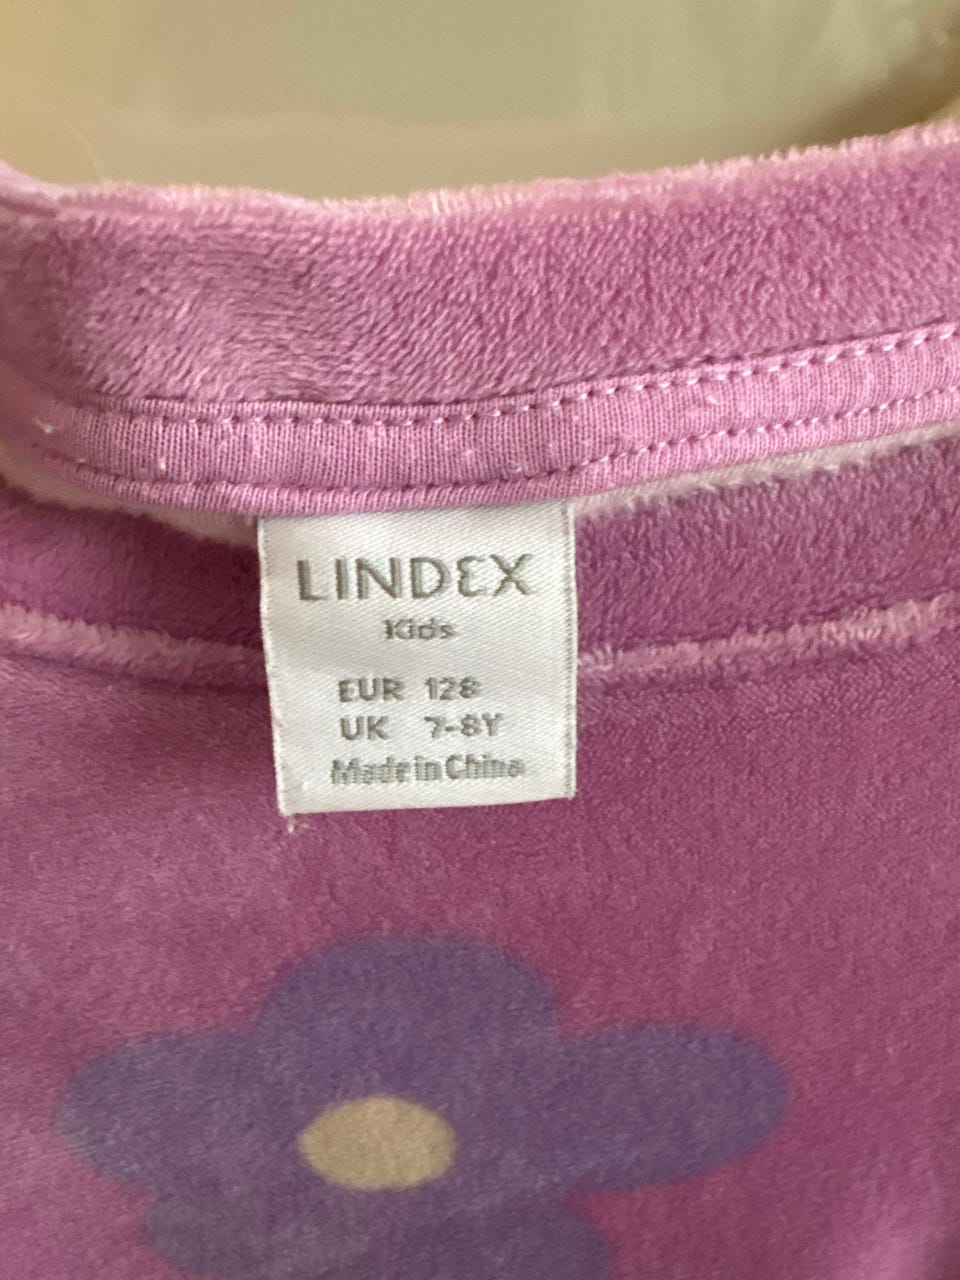 LINDEX
Kids
EUR 128
UK 7-8Y
Made in China